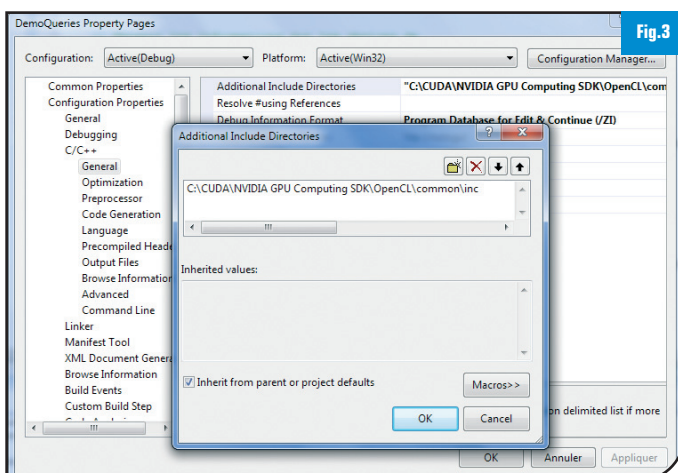 DemoQueries Property Pages
Fig.3
Configuration: Active(Debug) Platform: Active(Win32) Configuration Manager...
Common Properties
Configuration Properties
General
Debugging
C/C++
General
Optimization
Preprocessor
Code Generation
Language
Precompiled Heade
Output Files
Browse Information
Advanced
Command Line
Linker
Manifest Tool
XML Document Genera
Browse Information
Build Events
Custom Build Step
Additional Include Directories "C:\CUDA\NVIDIA GPU Computing SDK\OpenCL\com
Resolve #using References
Debug Information Format Program Database for Edit & Continue (/ZI)
Additional Include Directories
C:\CUDA\NVIDIA GPU Computing SDK\OpenCL\common\inc
Inherited values:
Inherit from parent or project defaults
Macros>>
OK Cancel
on delimited list if more
OK Annuler Appliquer